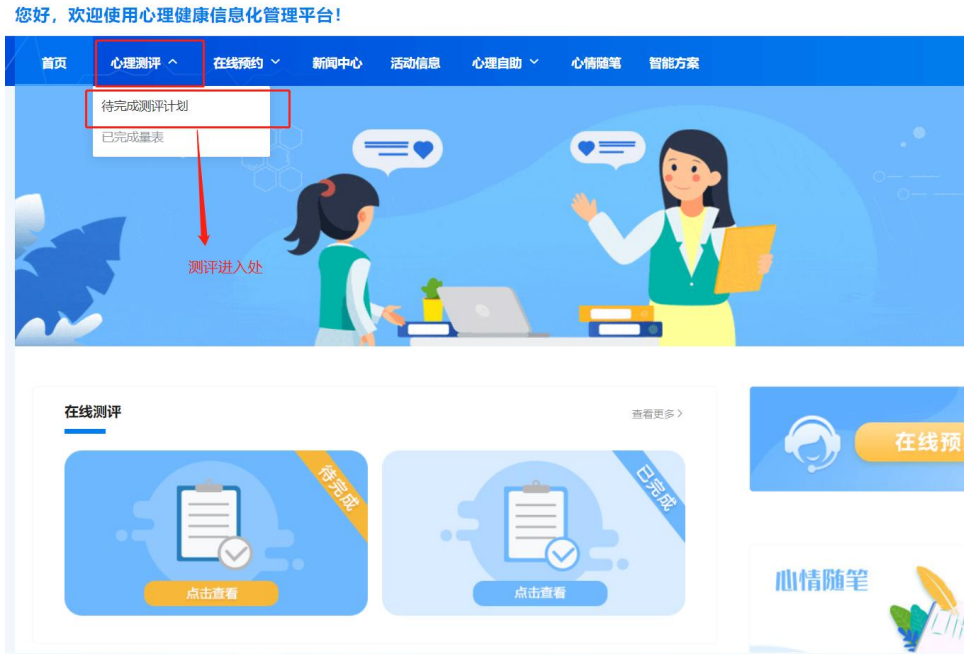 您好，欢迎使用心理健康信息化管理平台！
首页 心理测评 在线预约 新闻中心 活动信息 心理自助 心情随笔 智能方案
待完成测评计划
已完成量表
测评进入处
在线测评 查看更多
待完成
已完成
在线预
点击查看 点击查看
心情随笔